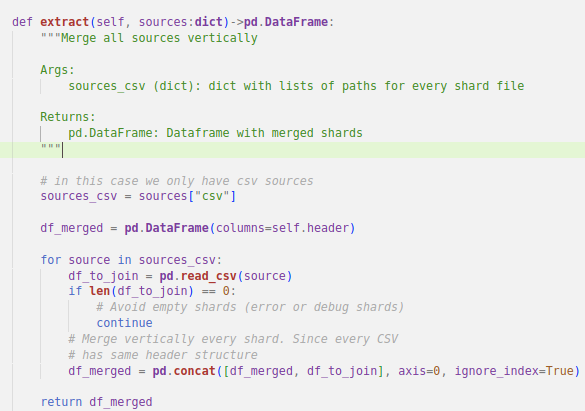 def extract(self, sources:dict)->pd.DataFrame:
"""Merge all sources vertically
Args:
sources_csv (dict): dict with lists of paths for every shard file
Returns:
pd.DataFrame: Dataframe with merged shards
"""
# in this case we only have csv sources
sources_csv = sources["csv"]
df_merged = pd.DataFrame(columns=self.header)
for source in sources_csv:
df_to_join = pd.read_csv(source)
if len(df_to_join) == 0:
# Avoid empty shards (error or debug shards)
continue
# Merge vertically every shard. Since every CSV
# has same header structure
df_merged = pd.concat([df_merged, df_to_join], axis=0, ignore_index=True)
return df_merged